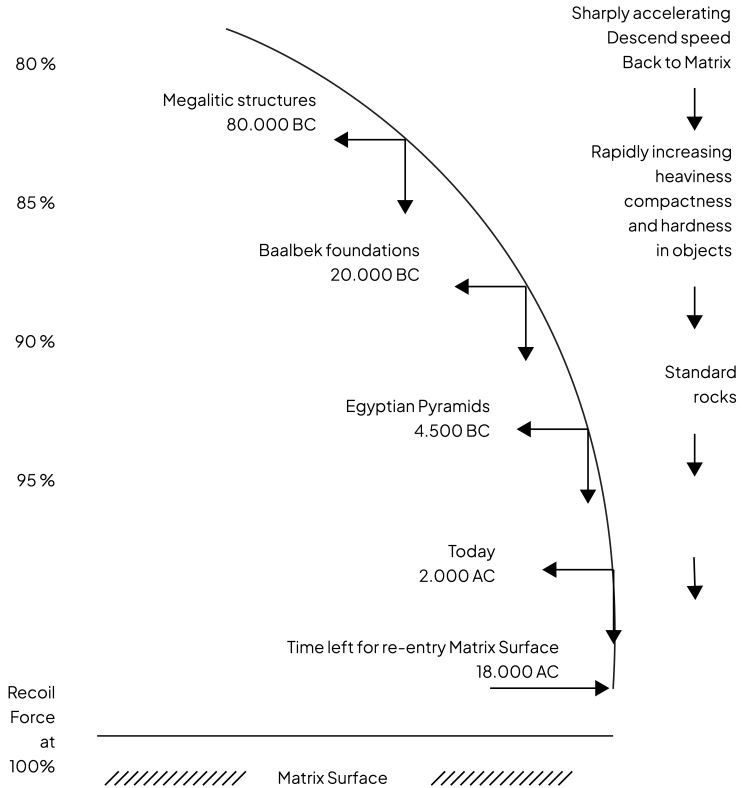 Sharply accelerating
Descend speed
Back to Matrix
80 %
Megalitic structures
80.000 BC
Rapidly increasing
heaviness
compactness
and hardness
in objects
85 %
Baalbek foundations
20.000 BC
90 %
Standard
rocks
Egyptian Pyramids
4.500 BC
95 %
Today
2.000 AC
Time left for re-entry Matrix Surface
18.000 AC
Recoil
Force
at
100%
Matrix Surface